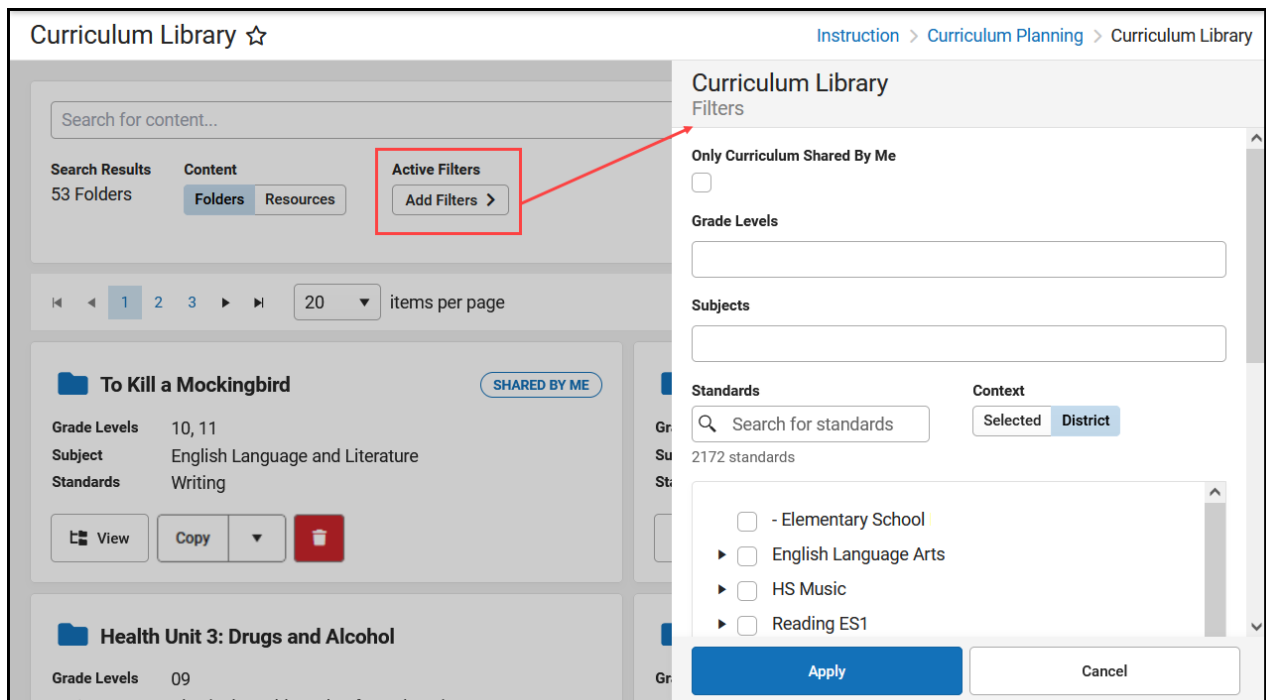 Curriculum Library
Instruction > Curriculum Planning > Curriculum Library
Search for content...
Search Results
53 Folders
Content
Folders Resources
Active Filters
Add Filters >
1 2 3 20 items per page
To Kill a Mockingbird SHARED BY ME
Grade Levels 10, 11
Subject English Language and Literature
Standards Writing
View Copy
Health Unit 3: Drugs and Alcohol
Grade Levels 09
Curriculum Library
Filters
Only Curriculum Shared By Me
Grade Levels
Subjects
Standards
Search for standards
2172 standards
Context
Selected District
- Elementary School
English Language Arts
HS Music
Reading ES1
Apply Cancel